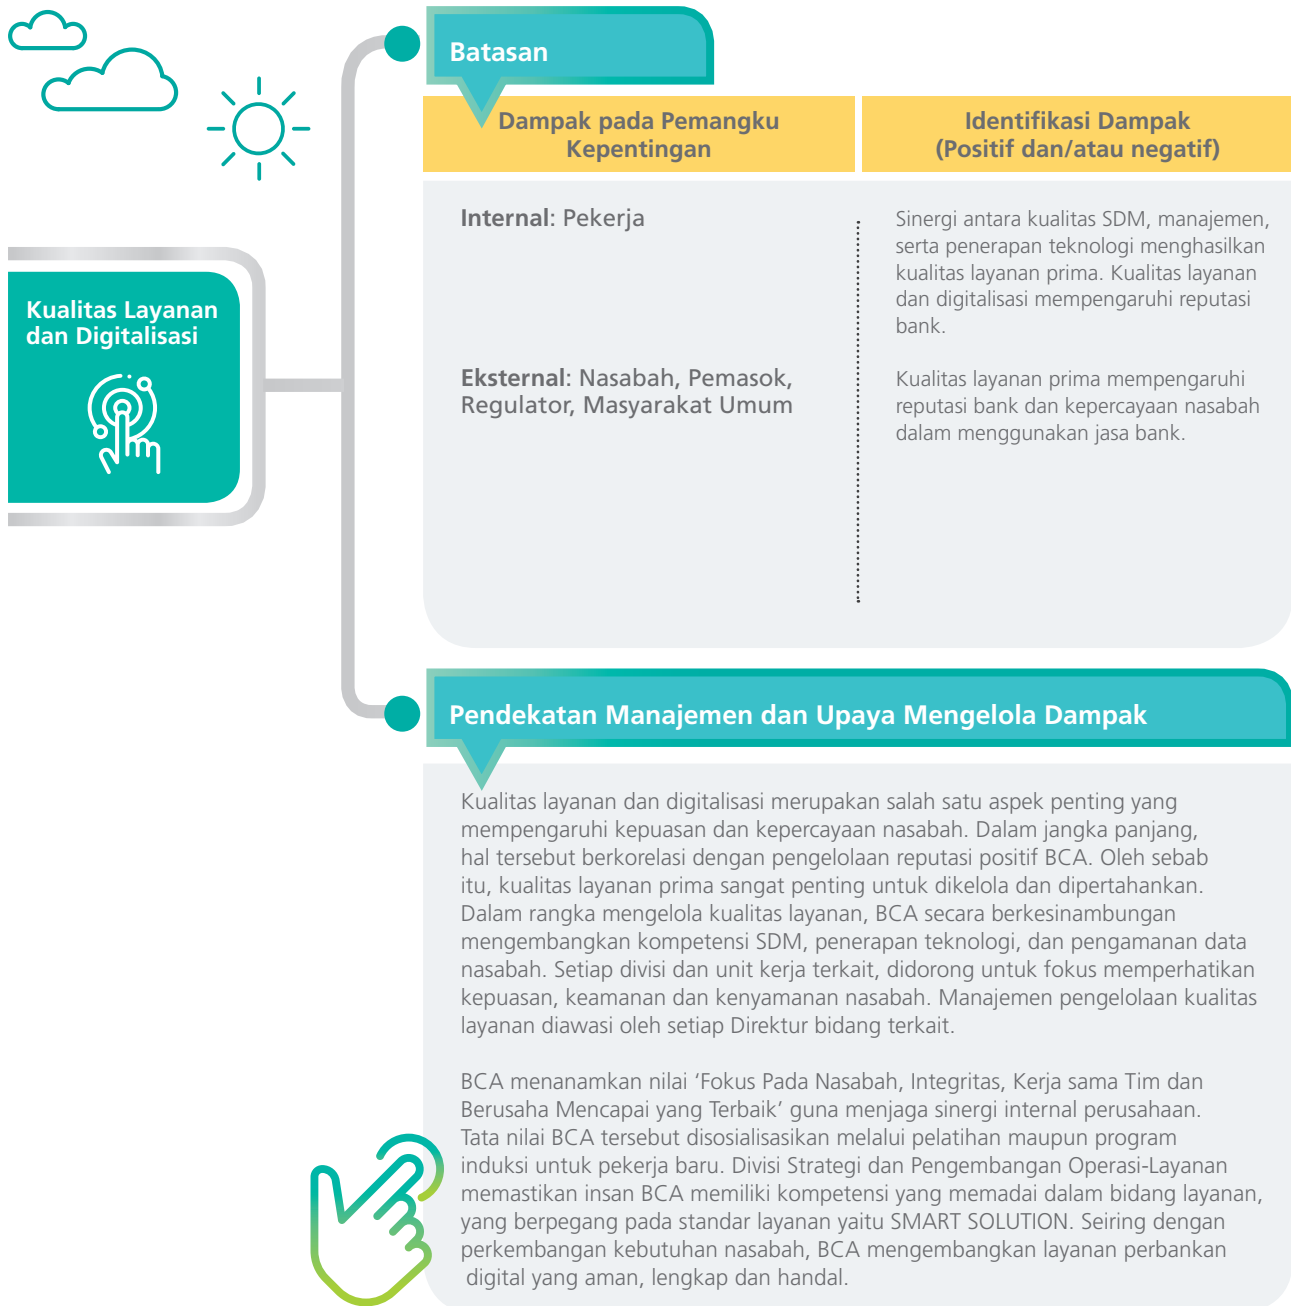 Kualitas Layanan
dan Digitalisasi
Batasan
Dampak pada Pemangku
Kepentingan
Identifikasi Dampak
(Positif dan/atau negatif)
Internal: Pekerja
Sinergi antara kualitas SDM, manajemen,
serta penerapan teknologi menghasilkan
kualitas layanan prima. Kualitas layanan
dan digitalisasi mempengaruhi reputasi
bank.
Eksternal: Nasabah, Pemasok,
Regulator, Masyarakat Umum
Kualitas layanan prima mempengaruhi
reputasi bank dan kepercayaan nasabah
dalam menggunakan jasa bank.
Pendekatan Manajemen dan Upaya Mengelola Dampak
Kualitas layanan dan digitalisasi merupakan salah satu aspek penting yang
mempengaruhi kepuasan dan kepercayaan nasabah. Dalam jangka panjang,
hal tersebut berkorelasi dengan pengelolaan reputasi positif BCA. Oleh sebab
itu, kualitas layanan prima sangat penting untuk dikelola dan dipertahankan.
Dalam rangka mengelola kualitas layanan, BCA secara berkesinambungan
mengembangkan kompetensi SDM, penerapan teknologi, dan pengamanan data
nasabah. Setiap divisi dan unit kerja terkait, didorong untuk fokus memperhatikan
kepuasan, keamanan dan kenyamanan nasabah. Manajemen pengelolaan kualitas
layanan diawasi oleh setiap Direktur bidang terkait.
BCA menanamkan nilai ‘Fokus Pada Nasabah, Integritas, Kerja sama Tim dan
Berusaha Mencapai yang Terbaik’ guna menjaga sinergi internal perusahaan.
Tata nilai BCA tersebut disosialisasikan melalui pelatihan maupun program
induksi untuk pekerja baru. Divisi Strategi dan Pengembangan Operasi-Layanan
memastikan insan BCA memiliki kompetensi yang memadai dalam bidang layanan,
yang berpegang pada standar layanan yaitu SMART SOLUTION. Seiring dengan
perkembangan kebutuhan nasabah, BCA mengembangkan layanan perbankan
digital yang aman, lengkap dan handal.